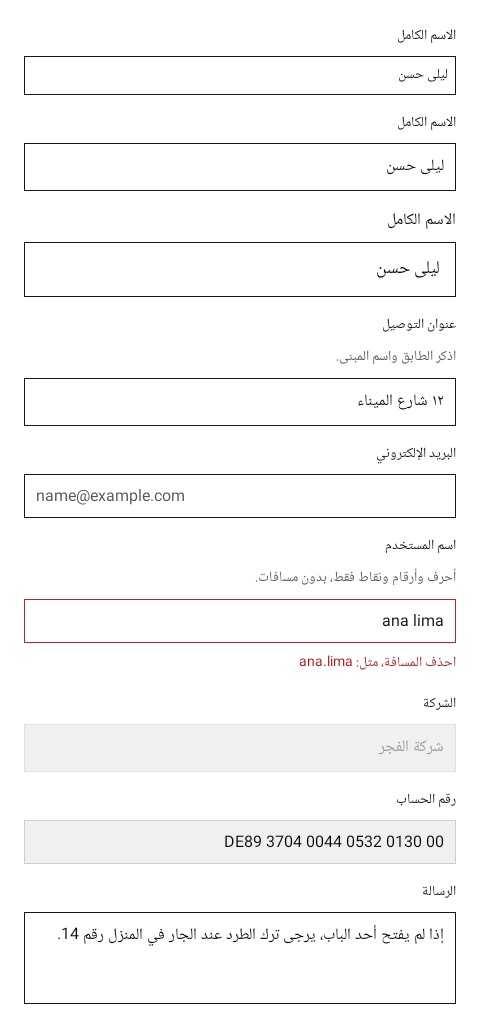 الاسم الكامل
ليلى حسن
الاسم الكامل
ليلى حسن
الاسم الكامل
ليلى حسن
عنوان التوصيل
اذكر الطابق واسم المبنى.
١٢ شارع الميناء
البريد الإلكتروني
name@example.com
اسم المستخدم
أحرف وأرقام ونقاط فقط، بدون مسافات.
ana lima
احذف المسافة، مثل: ana.lima
الشركة
شركة الفجر
رقم الحساب
DE89 3704 0044 0532 0130 00
الرسالة
إذا لم يفتح أحد الباب، يرجى ترك الطرد عند الجار في المنزل رقم 14.